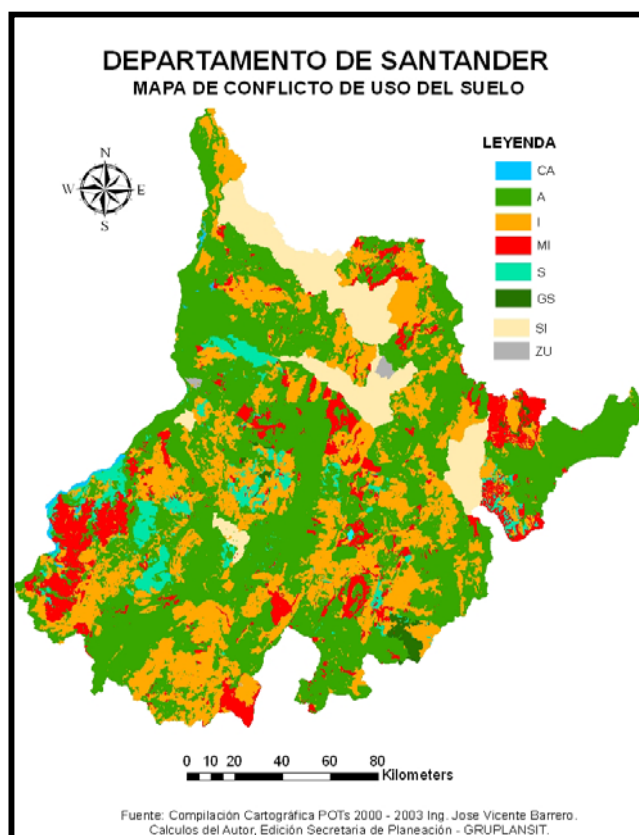 DEPARTAMENTO DE SANTANDER
MAPA DE CONFLICTO DE USO DEL SUELO
N
W E
S
LEYENDA
CA
A
I
MI
S
GS
SI
ZU
0 10 20 40 60 80
Kilometers
Fuente: Compilación Cartográfica POTs 2000 - 2003 Ing. Jose Vicente Barrero.
Calculos del Autor, Edición Secretaria de Planeación - GRUPLANSIT.